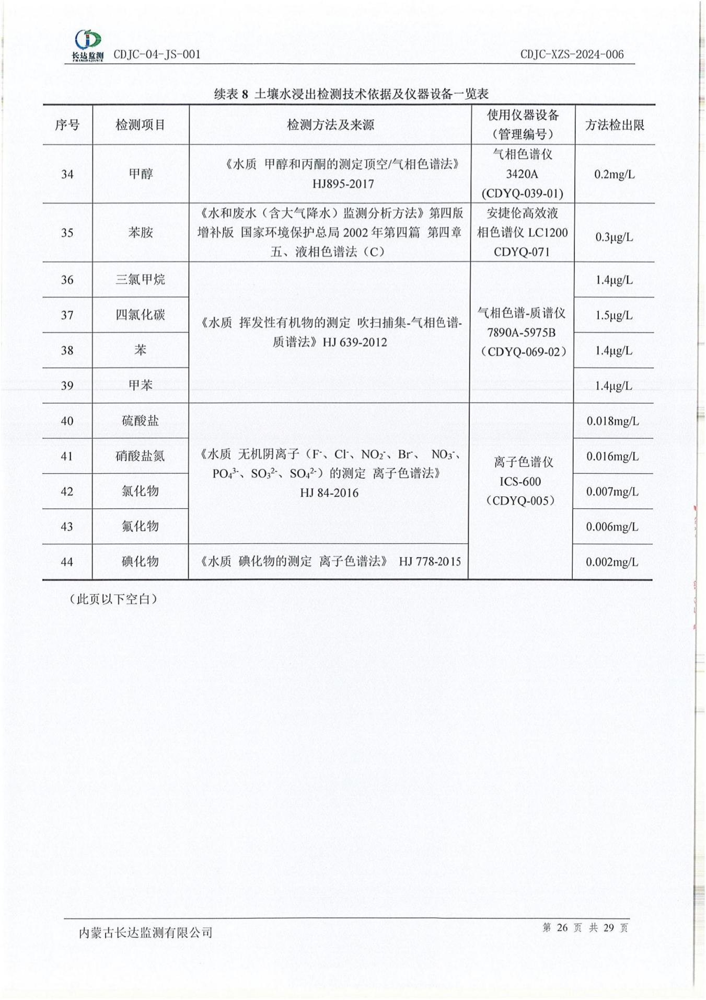 长达监测
CHANGDAJIANCE
CDJC-04-JS-001
CDJC-XZS-2024-006
续表 8 土壤水浸出检测技术依据及仪器设备一览表
序号 检测项目 检测方法及来源 使用仪器设备（管理编号） 方法检出限
34 甲醇
《水质 甲醇和丙酮的测定顶空/气相色谱法》
HJ895-2017
气相色谱仪
3420A
(CDYQ-039-01)
0.2mg/L
35 苯胺
《水和废水（含大气降水）监测分析方法》第四版
增补版 国家环境保护总局 2002 年第四篇 第四章
五、液相色谱法（C）
安捷伦高效液
相色谱仪 LC1200
CDYQ-071
0.3μg/L
36 三氯甲烷
《水质 挥发性有机物的测定 吹扫捕集-气相色谱-
质谱法》HJ 639-2012
气相色谱-质谱仪
7890A-5975B
（CDYQ-069-02）
1.4μg/L
37 四氯化碳 1.5μg/L
38 苯 1.4μg/L
39 甲苯 1.4μg/L
40 硫酸盐
《水质 无机阴离子（F⁻、Cl⁻、NO₂⁻、Br⁻、 NO₃⁻、
PO₄³⁻、SO₃²⁻、SO₄²⁻）的测定 离子色谱法》
HJ 84-2016
离子色谱仪
ICS-600
（CDYQ-005）
0.018mg/L
41 硝酸盐氮 0.016mg/L
42 氯化物 0.007mg/L
43 氟化物 0.006mg/L
44 碘化物 《水质 碘化物的测定 离子色谱法》 HJ 778-2015 0.002mg/L
（此页以下空白）
内蒙古长达监测有限公司
第 26 页 共 29 页